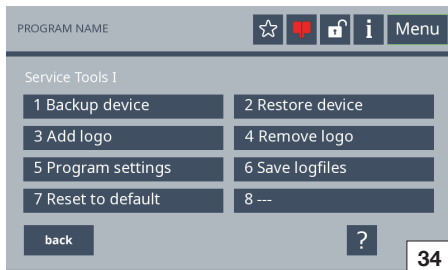 PROGRAM NAME
i Menu
Service Tools I
1 Backup device 2 Restore device
3 Add logo 4 Remove logo
5 Program settings 6 Save logfiles
7 Reset to default 8 ---
back ?
34